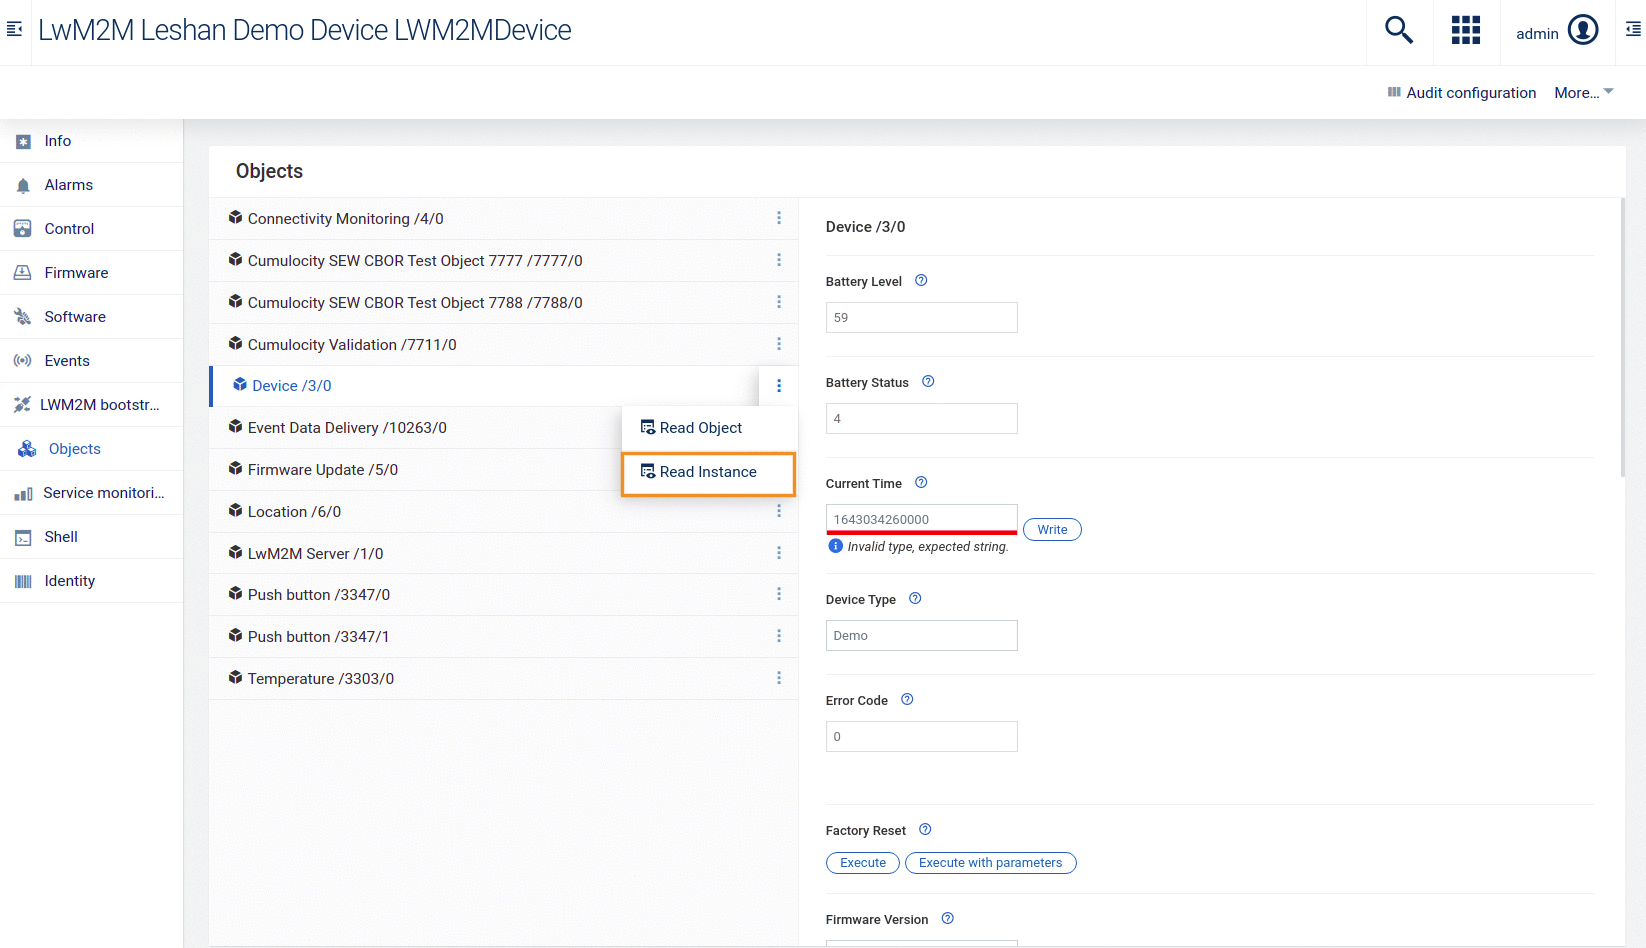 LwM2M Leshan Demo Device LWM2MDevice
admin
Audit configuration
More...
Info
Alarms
Control
Firmware
Software
Events
LWM2M bootstr...
Objects
Service monitori...
Shell
Identity
Objects
Connectivity Monitoring /4/0
Cumulocity SEW CBOR Test Object 7777 /7777/0
Cumulocity SEW CBOR Test Object 7788 /7788/0
Cumulocity Validation /7711/0
Device /3/0
Event Data Delivery /10263/0
Firmware Update /5/0
Location /6/0
LwM2M Server /1/0
Push button /3347/0
Push button /3347/1
Temperature /3303/0
Read Object
Read Instance
Device /3/0
Battery Level
59
Battery Status
4
Current Time
1643034260000
Write
Invalid type, expected string.
Device Type
Demo
Error Code
0
Factory Reset
Execute
Execute with parameters
Firmware Version